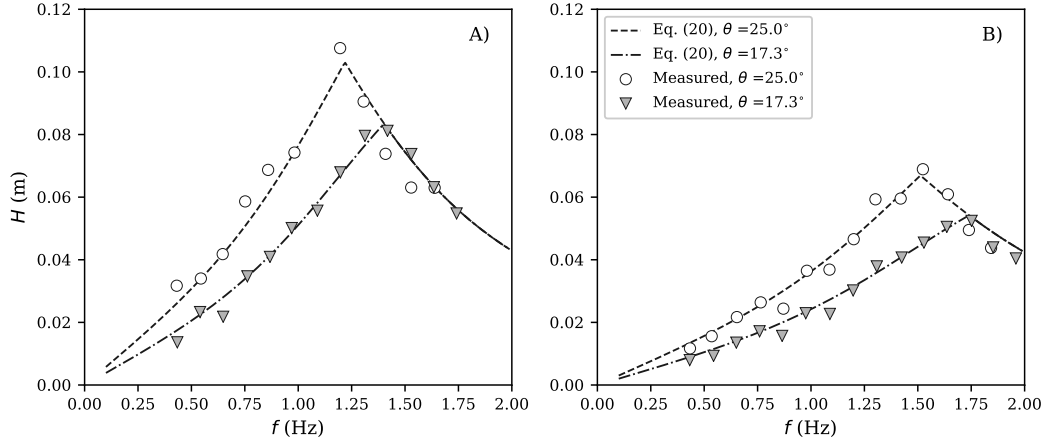 0.12
0.10
0.08
0.06
0.04
0.02
0.00
H (m)
A)
0.00 0.25 0.50 0.75 1.00 1.25 1.50 1.75 2.00
f (Hz)
0.12
0.10
0.08
0.06
0.04
0.02
0.00
B)
Eq. (20), θ =25.0°
Eq. (20), θ =17.3°
Measured, θ =25.0°
Measured, θ =17.3°
0.00 0.25 0.50 0.75 1.00 1.25 1.50 1.75 2.00
f (Hz)